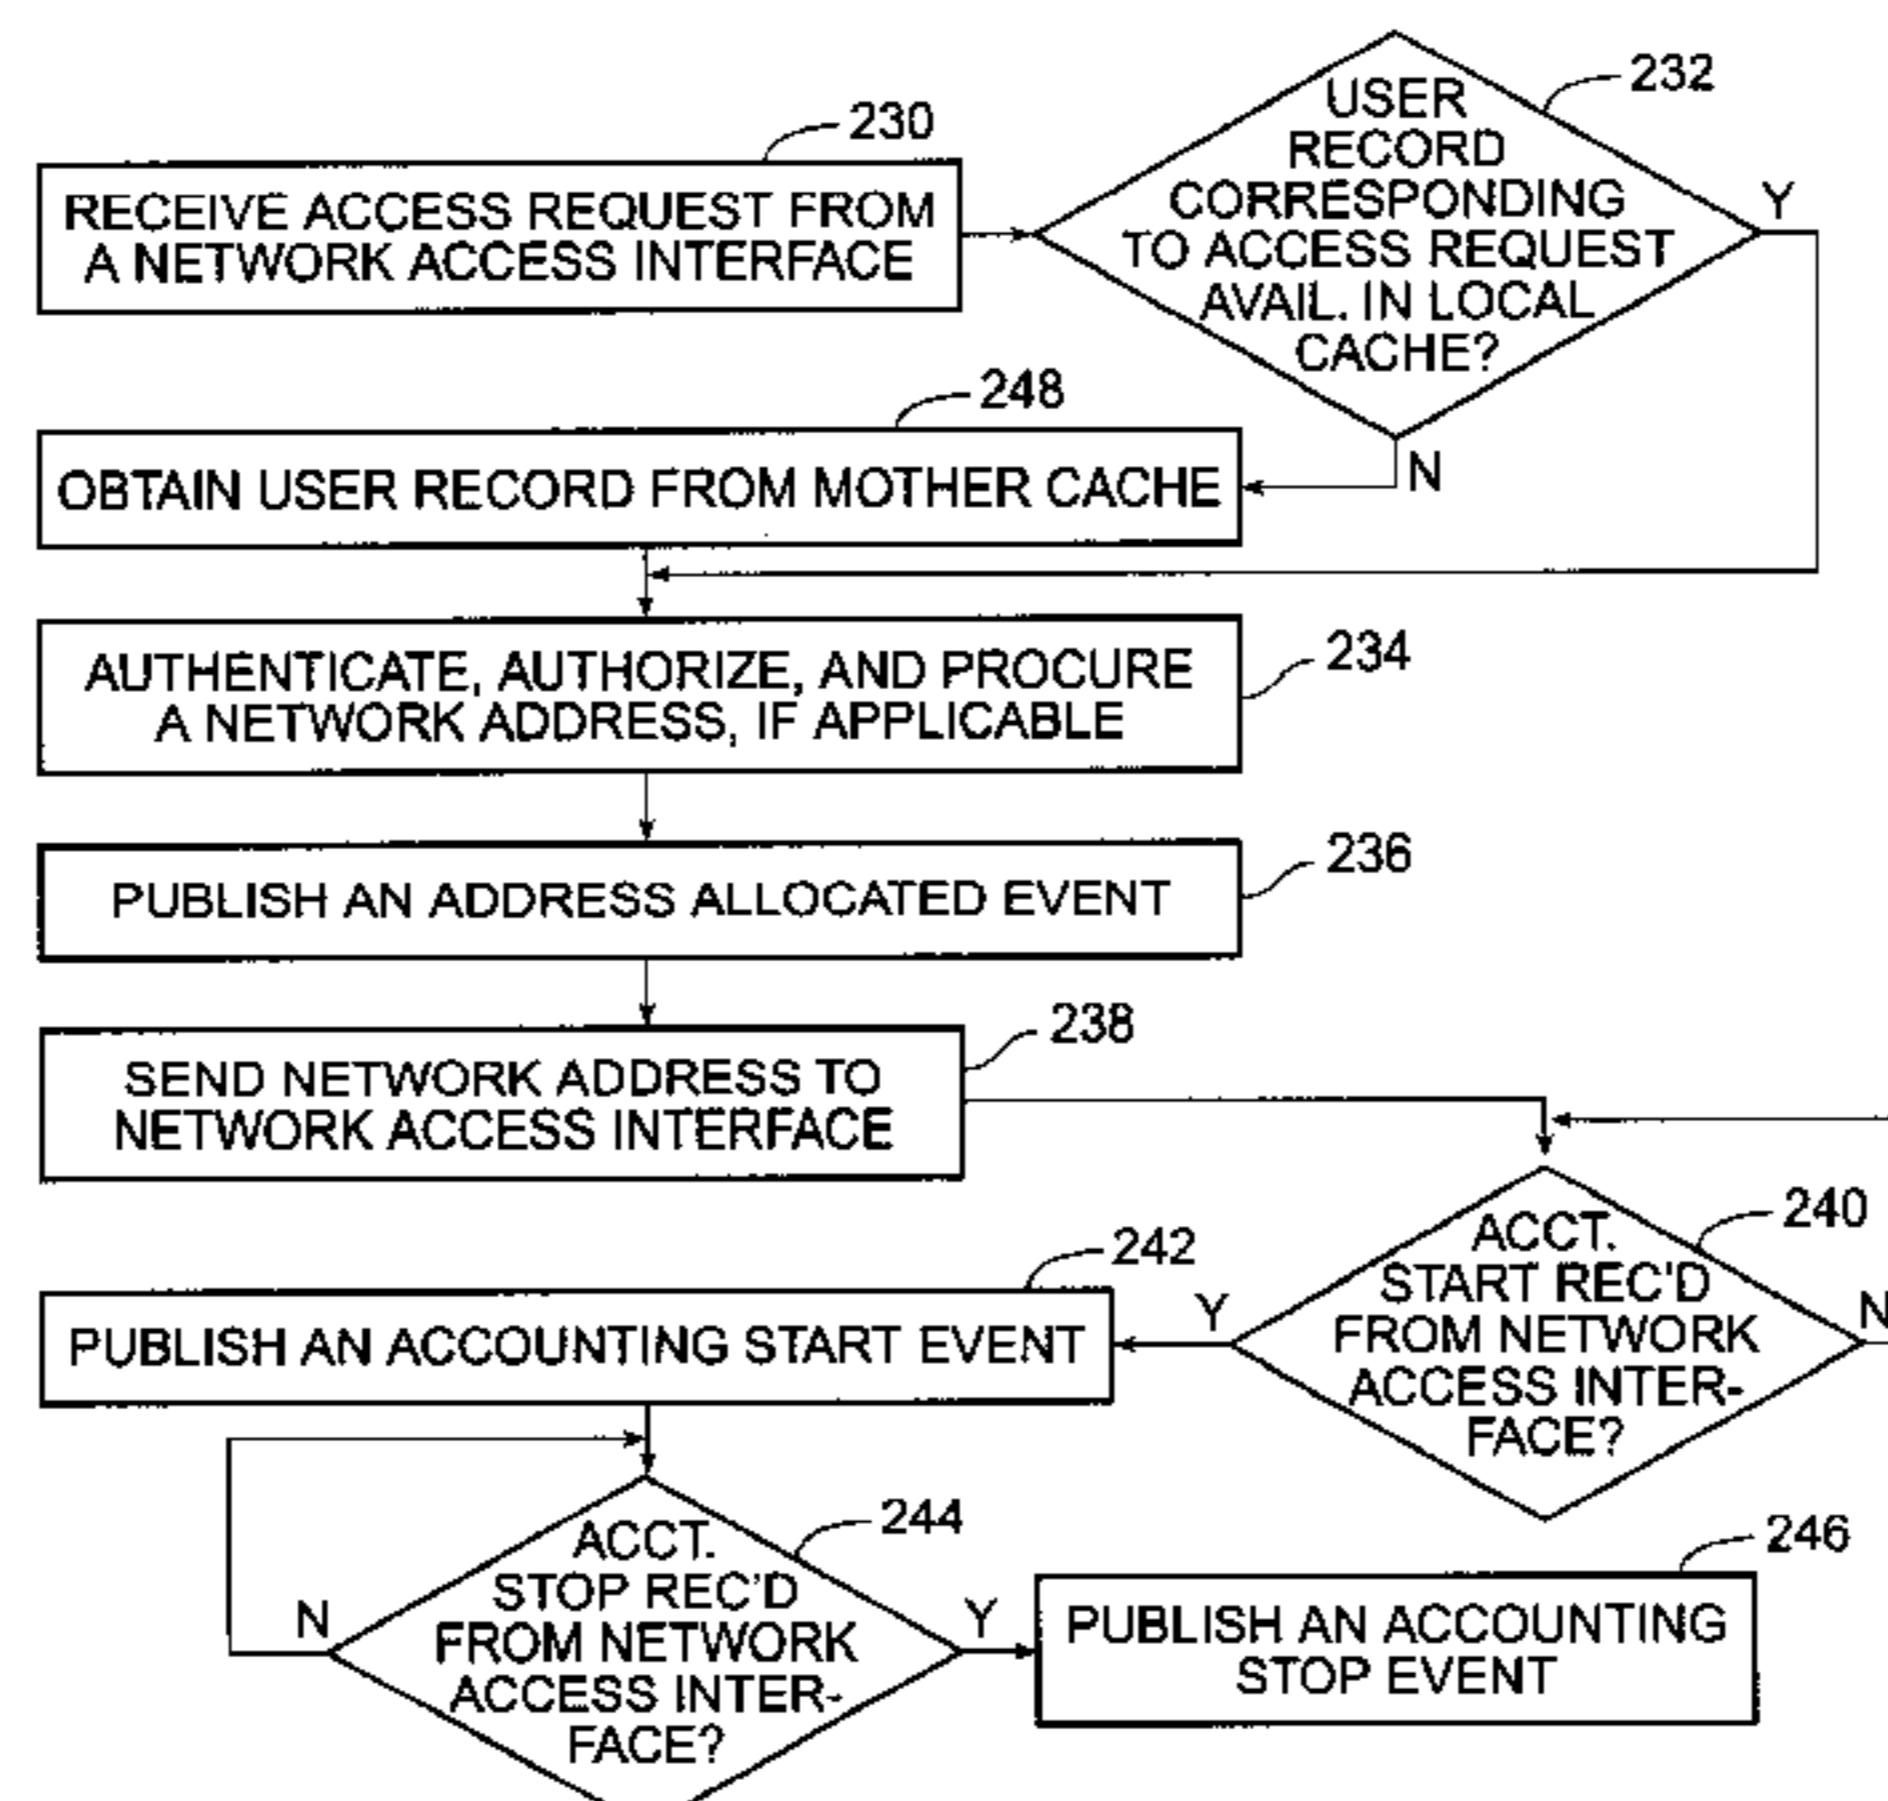 230
RECEIVE ACCESS REQUEST FROM
A NETWORK ACCESS INTERFACE
232
USER
RECORD
CORRESPONDING
TO ACCESS REQUEST
AVAIL. IN LOCAL
CACHE?
Y
N
248
OBTAIN USER RECORD FROM MOTHER CACHE
234
AUTHENTICATE, AUTHORIZE, AND PROCURE
A NETWORK ADDRESS, IF APPLICABLE
236
PUBLISH AN ADDRESS ALLOCATED EVENT
238
SEND NETWORK ADDRESS TO
NETWORK ACCESS INTERFACE
240
ACCT.
START REC'D
FROM NETWORK
ACCESS INTER-
FACE?
Y
N
242
PUBLISH AN ACCOUNTING START EVENT
244
ACCT.
STOP REC'D
FROM NETWORK
ACCESS INTER-
FACE?
N
Y
246
PUBLISH AN ACCOUNTING
STOP EVENT